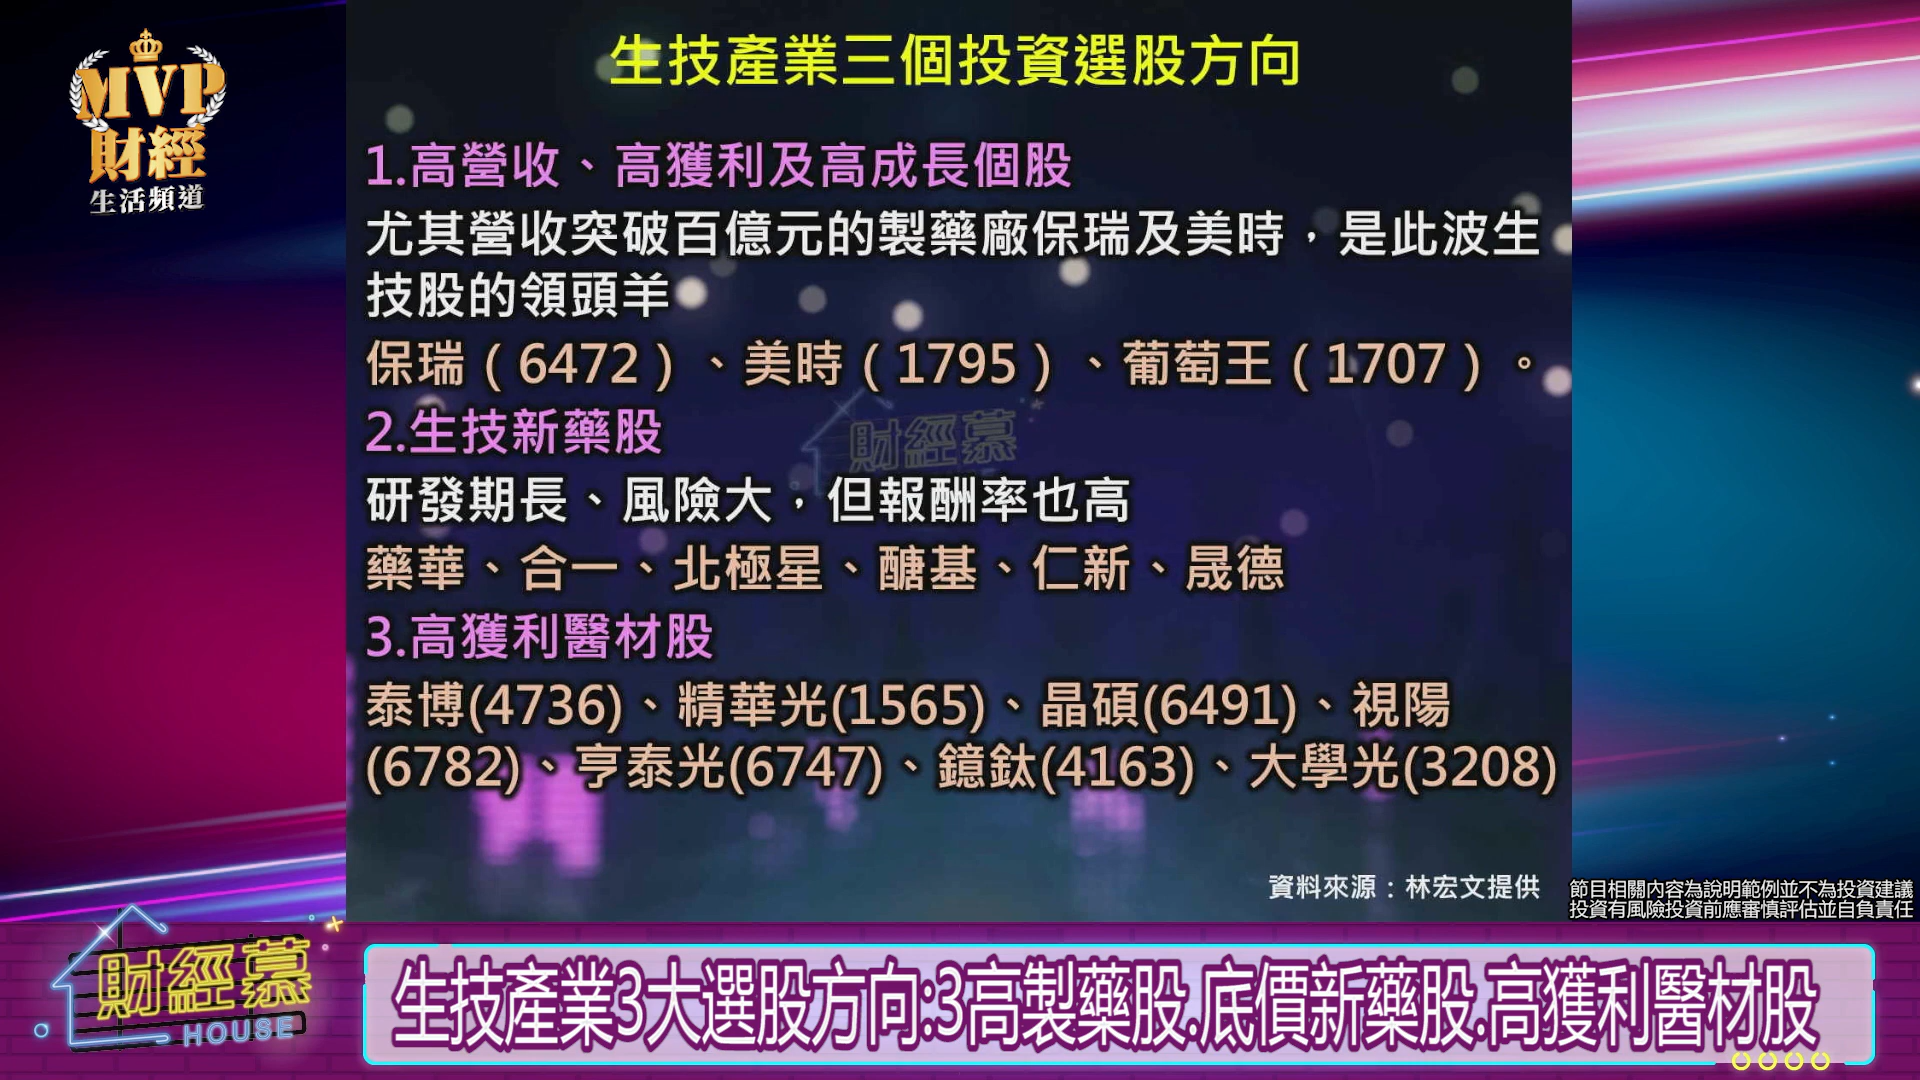 MVP
財經
生活頻道
生技產業三個投資選股方向
1.高營收、高獲利及高成長個股
尤其營收突破百億元的製藥廠保瑞及美時，是此波生
技股的領頭羊
保瑞（6472）、美時（1795）、葡萄王（1707）。
2.生技新藥股
財經慕
研發期長、風險大，但報酬率也高
藥華、合一、北極星、醣基、仁新、晟德
3.高獲利醫材股
泰博(4736)、精華光(1565)、晶碩(6491)、視陽
(6782)、亨泰光(6747)、鏡鈦(4163)、大學光(3208)
資料來源：林宏文提供
節目相關內容為說明範例並不為投資建議
投資有風險投資前應審慎評估並自負責任
財經慕
HOUSE
生技產業3大選股方向:3高製藥股.底價新藥股.高獲利醫材股